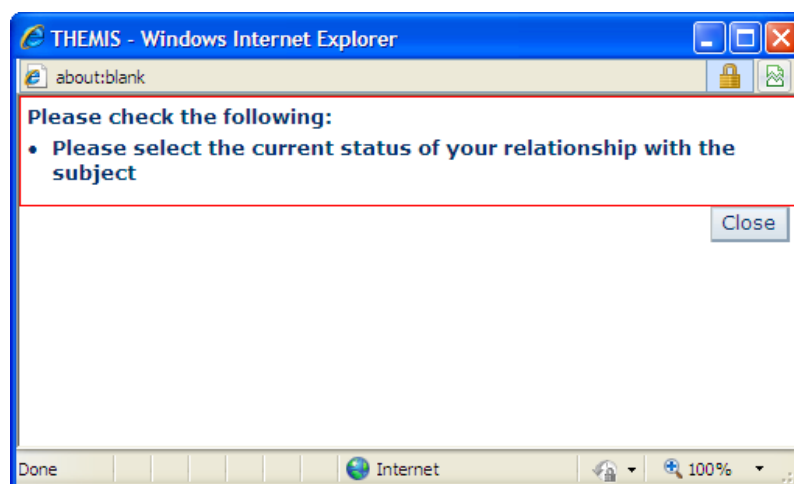 THEMIS - Windows Internet Explorer
about:blank
Please check the following:
• Please select the current status of your relationship with the
subject
Close
Done
Internet
100%